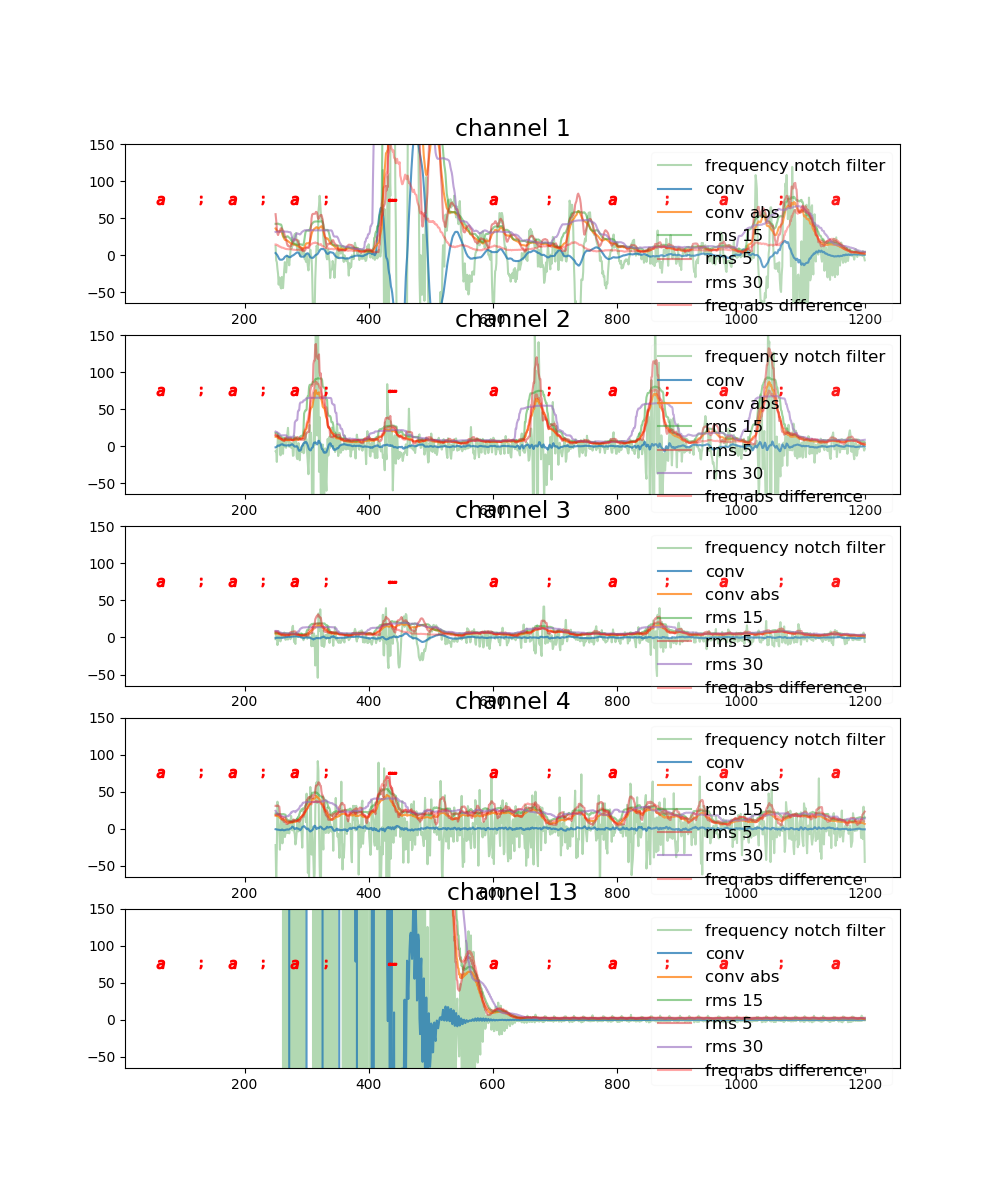 channel 1
150
100
50
0
−50
a ; a ; a ; − a ; a ; a ; a
frequency notch filter
conv
conv abs
rms 15
rms 5
rms 30
freq abs difference
200 400 600 800 1000 1200
channel 2
150
100
50
0
−50
a ; a ; a ; − a ; a ; a ; a
frequency notch filter
conv
conv abs
rms 15
rms 5
rms 30
freq abs difference
200 400 600 800 1000 1200
channel 3
150
100
50
0
−50
a ; a ; a ; − a ; a ; a ; a
frequency notch filter
conv
conv abs
rms 15
rms 5
rms 30
freq abs difference
200 400 600 800 1000 1200
channel 4
150
100
50
0
−50
a ; a ; a ; − a ; a ; a ; a
frequency notch filter
conv
conv abs
rms 15
rms 5
rms 30
freq abs difference
200 400 600 800 1000 1200
channel 13
150
100
50
0
−50
a ; a ; a ; − a ; a ; a ; a
frequency notch filter
conv
conv abs
rms 15
rms 5
rms 30
freq abs difference
200 400 600 800 1000 1200